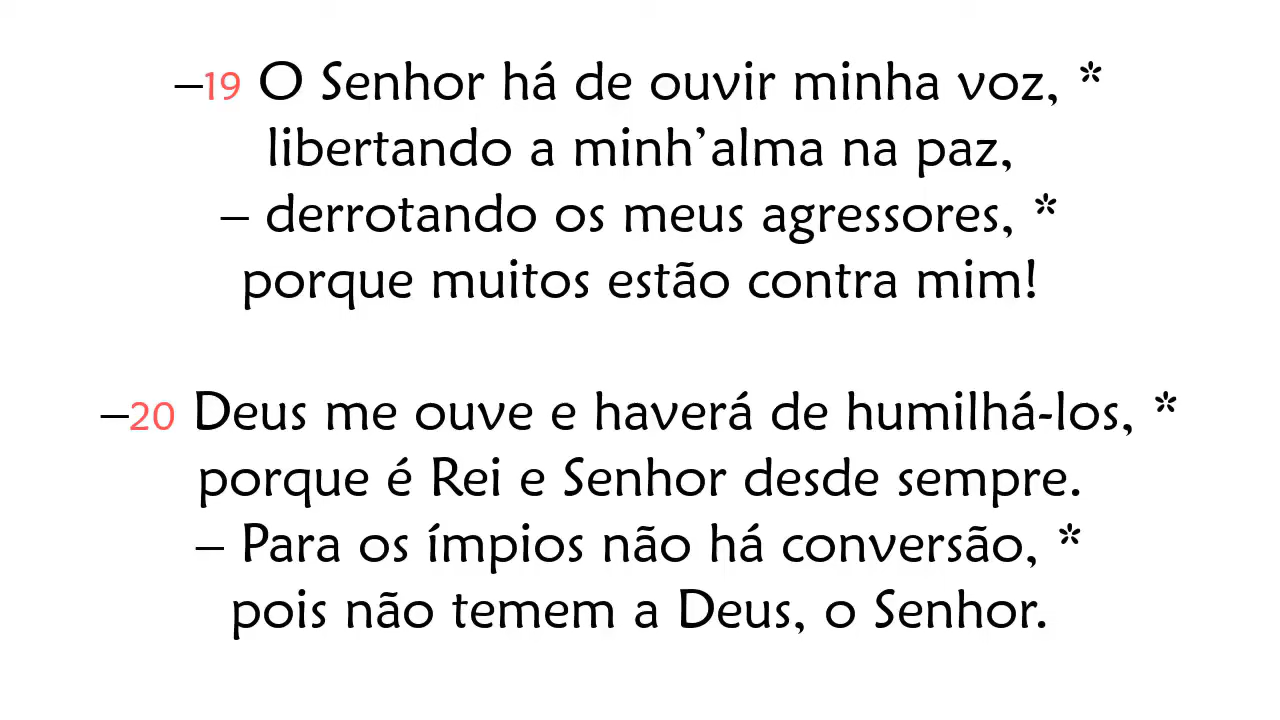 –19 O Senhor há de ouvir minha voz, *
libertando a minh’alma na paz,
– derrotando os meus agressores, *
porque muitos estão contra mim!
–20 Deus me ouve e haverá de humilhá-los, *
porque é Rei e Senhor desde sempre.
– Para os ímpios não há conversão, *
pois não temem a Deus, o Senhor.